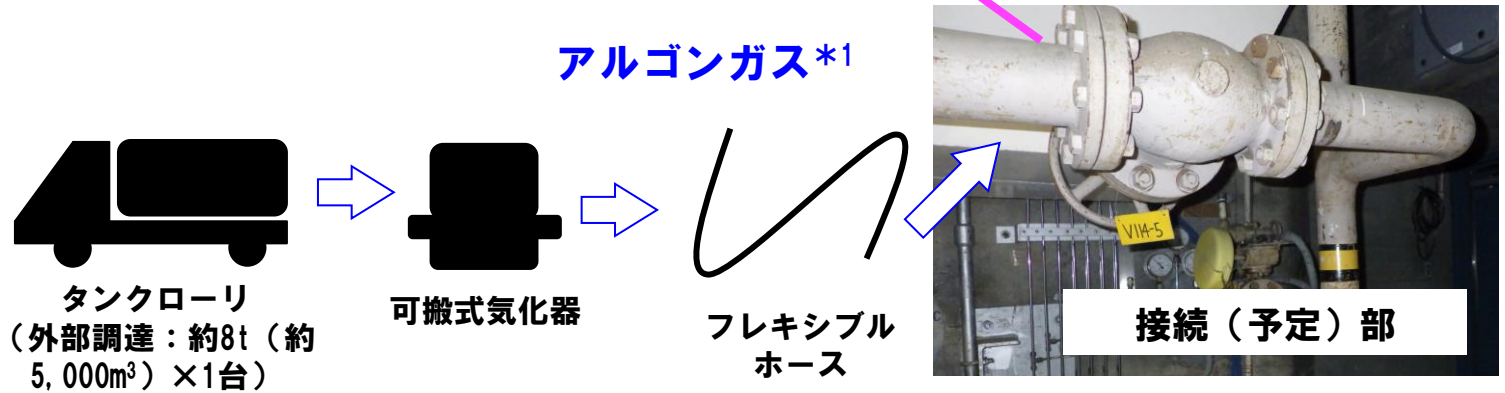 アルゴンガス*1
タンクローリ
（外部調達：約8t（約
5,000m³）×1台）
可搬式気化器
フレキシブル
ホース
V114-5
接続（予定）部